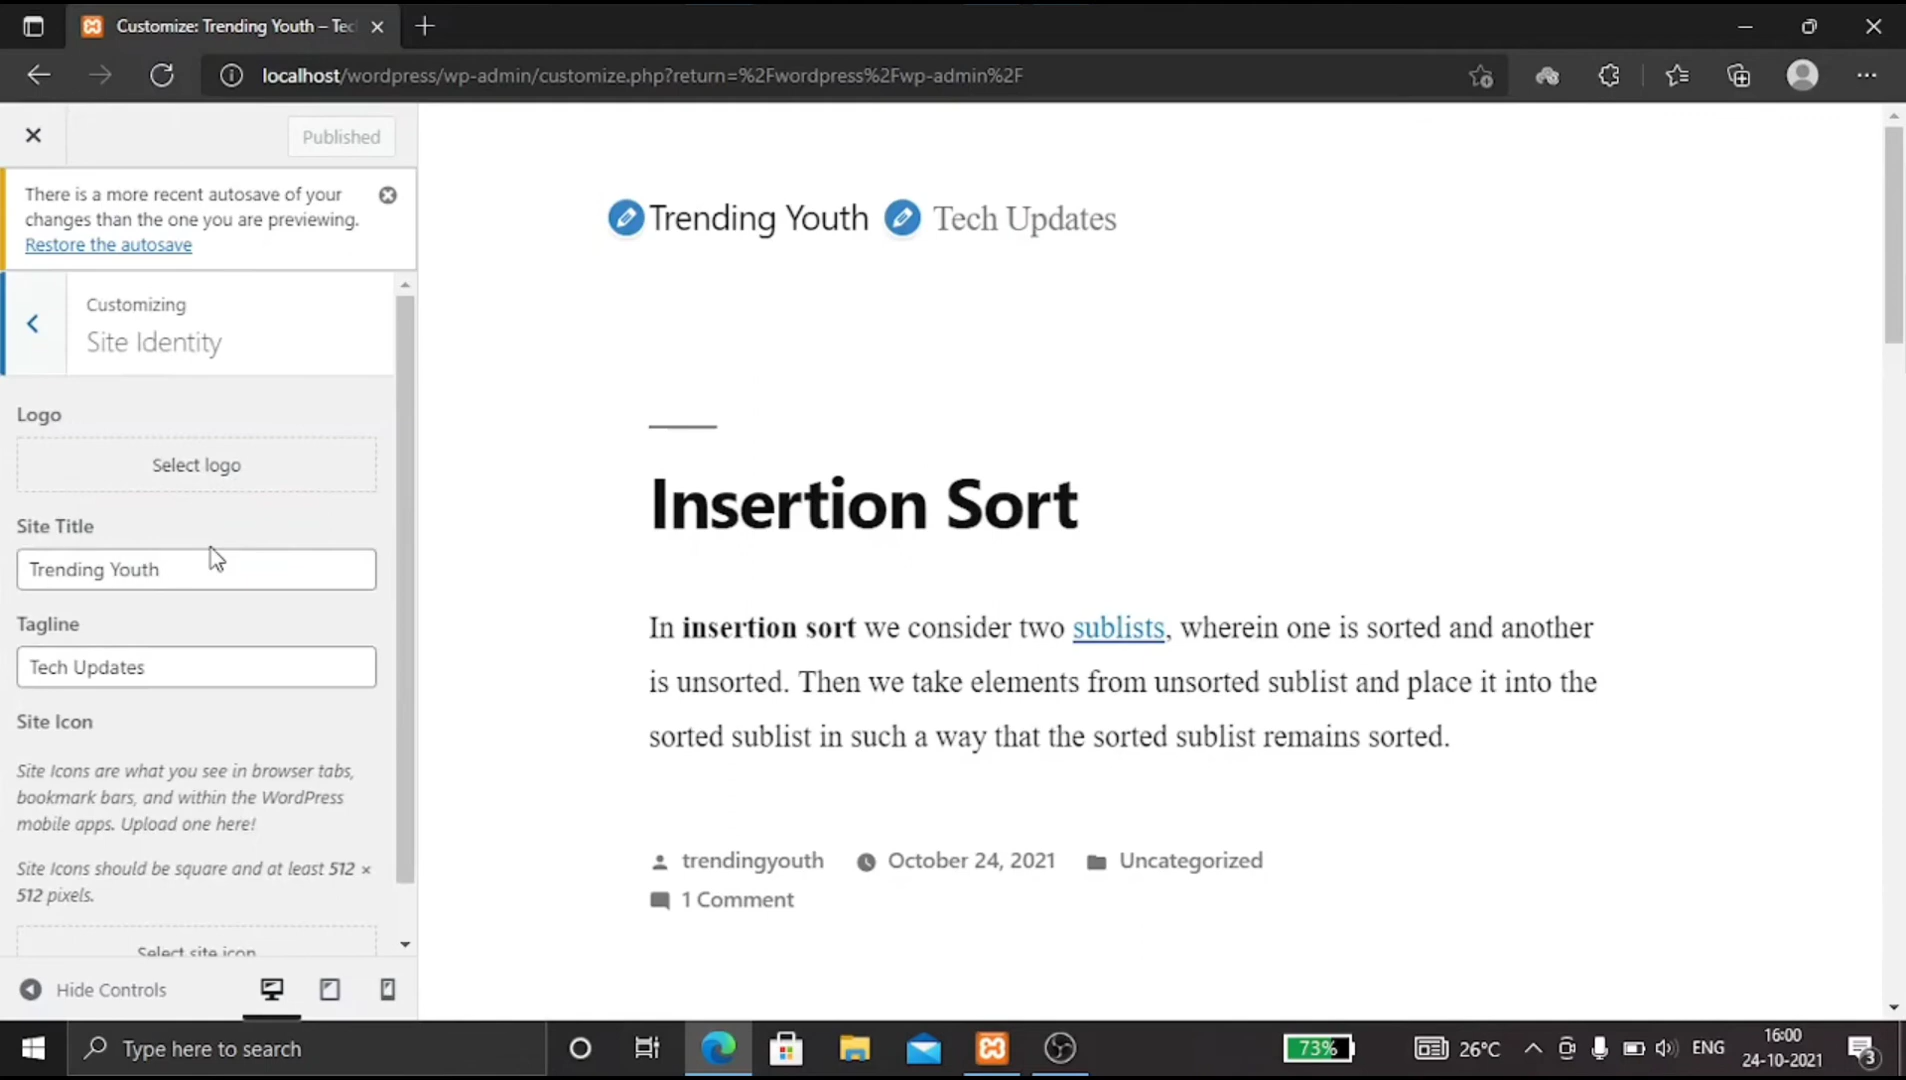 Customize: Trending Youth – Tec
localhost/wordpress/wp-admin/customize.php?return=%2Fwordpress%2Fwp-admin%2F
Published
There is a more recent autosave of your
changes than the one you are previewing.
Restore the autosave
Customizing
Site Identity
Logo
Select logo
Site Title
Trending Youth
Tagline
Tech Updates
Site Icon
Site Icons are what you see in browser tabs,
bookmark bars, and within the WordPress
mobile apps. Upload one here!
Site Icons should be square and at least 512 ×
512 pixels.
Select site icon
Hide Controls
Trending Youth Tech Updates
Insertion Sort
In insertion sort we consider two sublists, wherein one is sorted and another
is unsorted. Then we take elements from unsorted sublist and place it into the
sorted sublist in such a way that the sorted sublist remains sorted.
trendingyouth October 24, 2021 Uncategorized
1 Comment
Type here to search
73%
26°C
ENG
16:00
24-10-2021
3